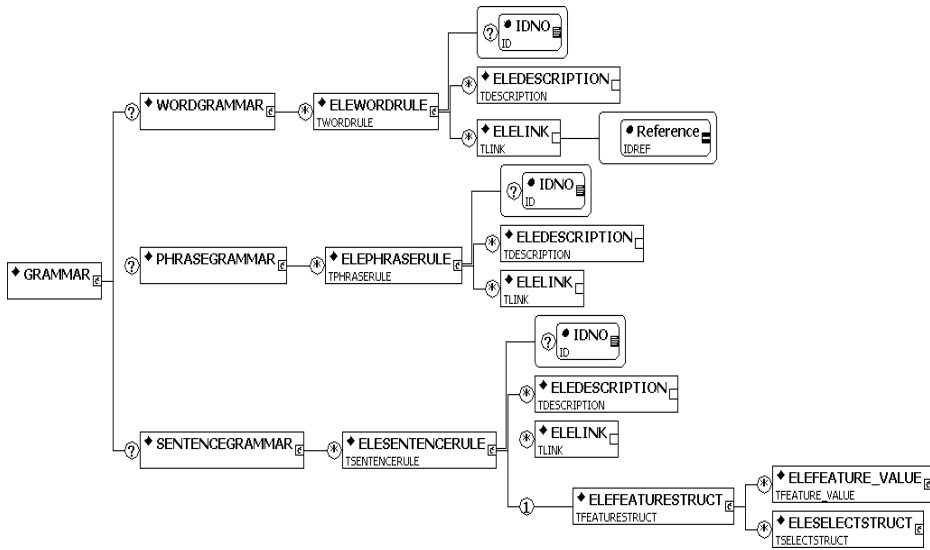 IDNO
?
ID
ELEDESCRIPTION
*
TDESCRIPTION
WORDGRAMMAR
?
ELEWORDRULE
*
TWORDRULE
ELELINK
*
TLINK
Reference
IDREF
IDNO
?
ID
ELEDESCRIPTION
*
TDESCRIPTION
GRAMMAR
PHRASEGRAMMAR
?
ELEPHRASERULE
*
TPHRASERULE
ELELINK
*
TLINK
IDNO
?
ID
ELEDESCRIPTION
*
TDESCRIPTION
SENTENCEGRAMMAR
?
ELESENTENCERULE
*
TSENTENCERULE
ELELINK
*
TLINK
1
ELEFEATURESTRUCT
TFEATURESTRUCT
ELEFEATURE_VALUE
*
TFEATURE_VALUE
ELESELECTSTRUCT
*
TSELECTSTRUCT